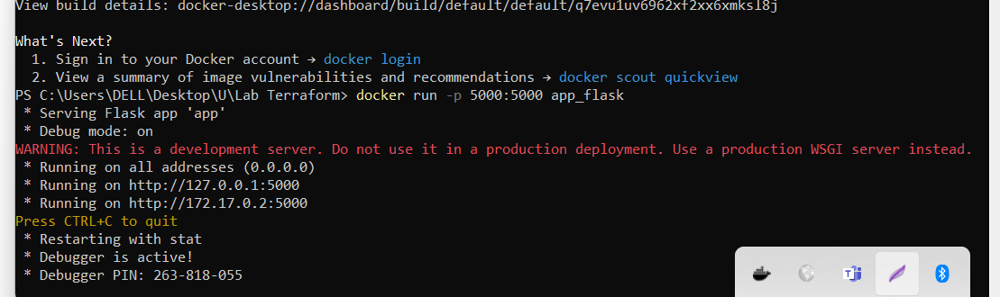 View build details: docker-desktop://dashboard/build/default/default/q7evu1uv6962xf2xx6xmksl8j
What's Next?
1. Sign in to your Docker account → docker login
2. View a summary of image vulnerabilities and recommendations → docker scout quickview
PS C:\Users\DELL\Desktop\U\Lab Terraform> docker run -p 5000:5000 app_flask
* Serving Flask app 'app'
* Debug mode: on
WARNING: This is a development server. Do not use it in a production deployment. Use a production WSGI server instead.
* Running on all addresses (0.0.0.0)
* Running on http://127.0.0.1:5000
* Running on http://172.17.0.2:5000
Press CTRL+C to quit
* Restarting with stat
* Debugger is active!
* Debugger PIN: 263-818-055